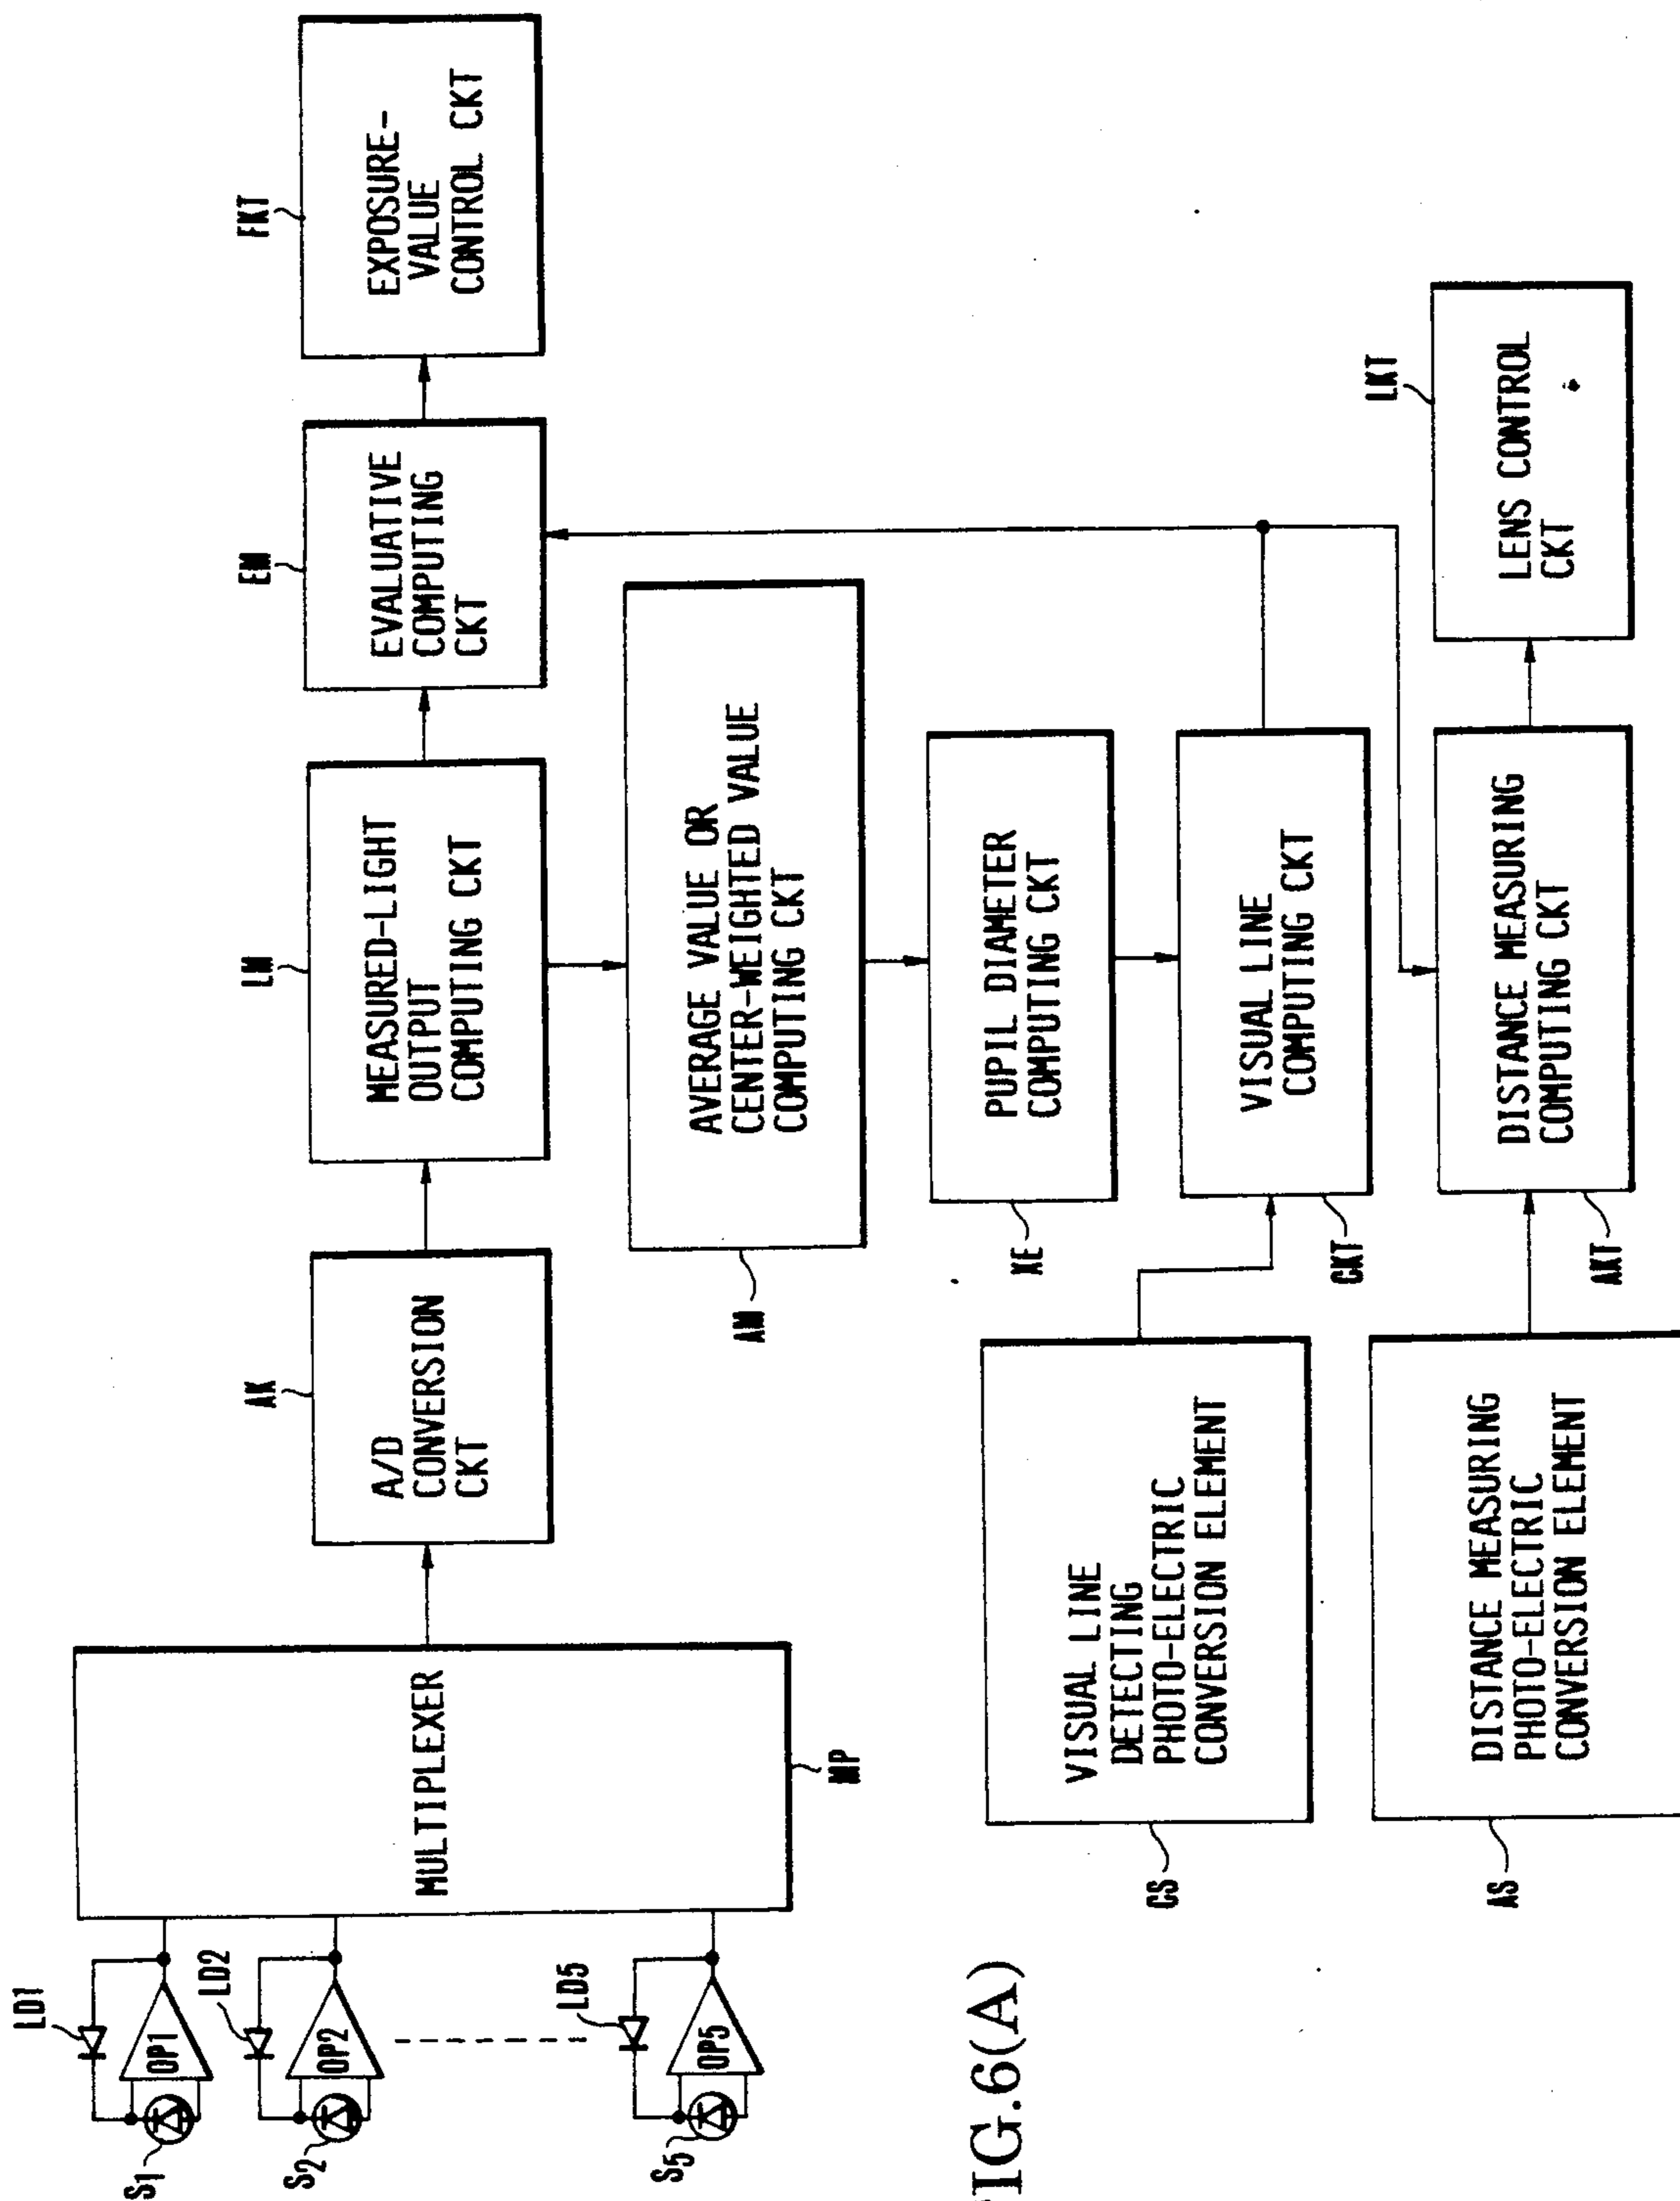 LD1
LD2
LD5
OP1
OP2
OP5
S1
S2
S5
MULTIPLEXER
MP
AK
A/D
CONVERSION
CKT
LM
MEASURED-LIGHT
OUTPUT
COMPUTING CKT
EM
EVALUATIVE
COMPUTING
CKT
FKT
EXPOSURE-
VALUE
CONTROL CKT
AVERAGE VALUE OR
CENTER-WEIGHTED VALUE
COMPUTING CKT
AM
PUPIL DIAMETER
COMPUTING CKT
XE
VISUAL LINE
DETECTING
PHOTO-ELECTRIC
CONVERSION ELEMENT
CS
VISUAL LINE
COMPUTING CKT
CKT
DISTANCE MEASURING
PHOTO-ELECTRIC
CONVERSION ELEMENT
AS
DISTANCE MEASURING
COMPUTING CKT
AKT
LKT
LENS CONTROL
CKT
FIG.6(A)